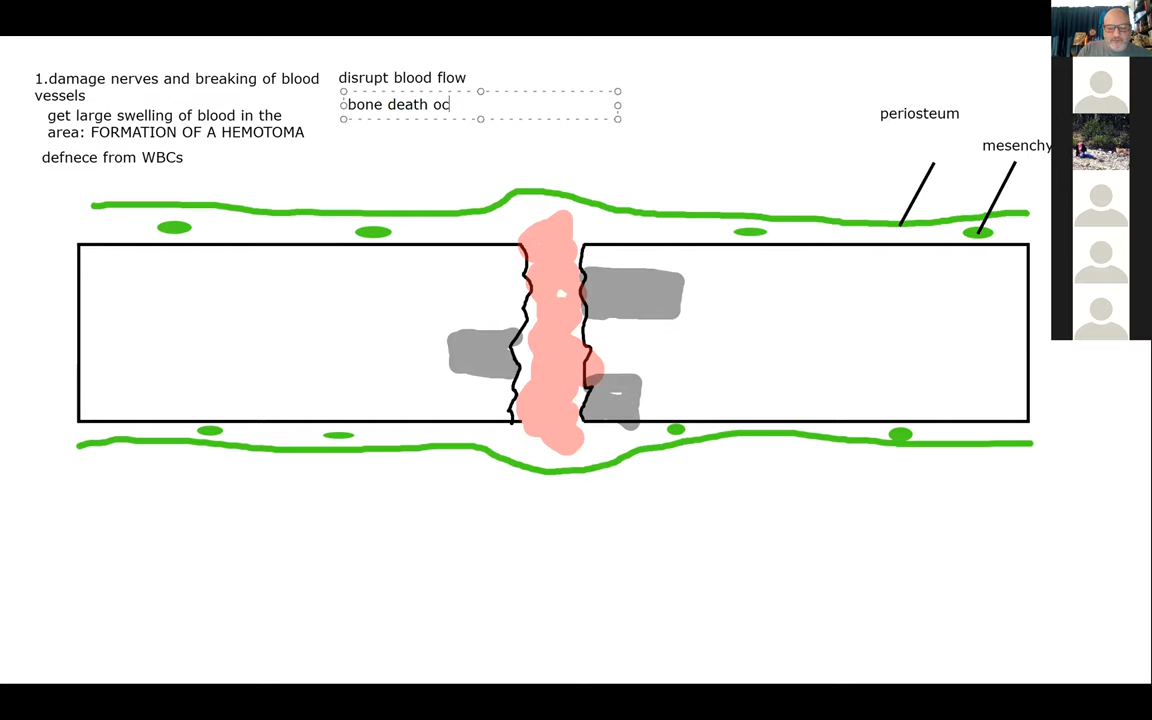 1.damage nerves and breaking of blood
vessels
get large swelling of blood in the
area: FORMATION OF A HEMOTOMA
defnece from WBCs
disrupt blood flow
bone death oc
periosteum
mesenchy